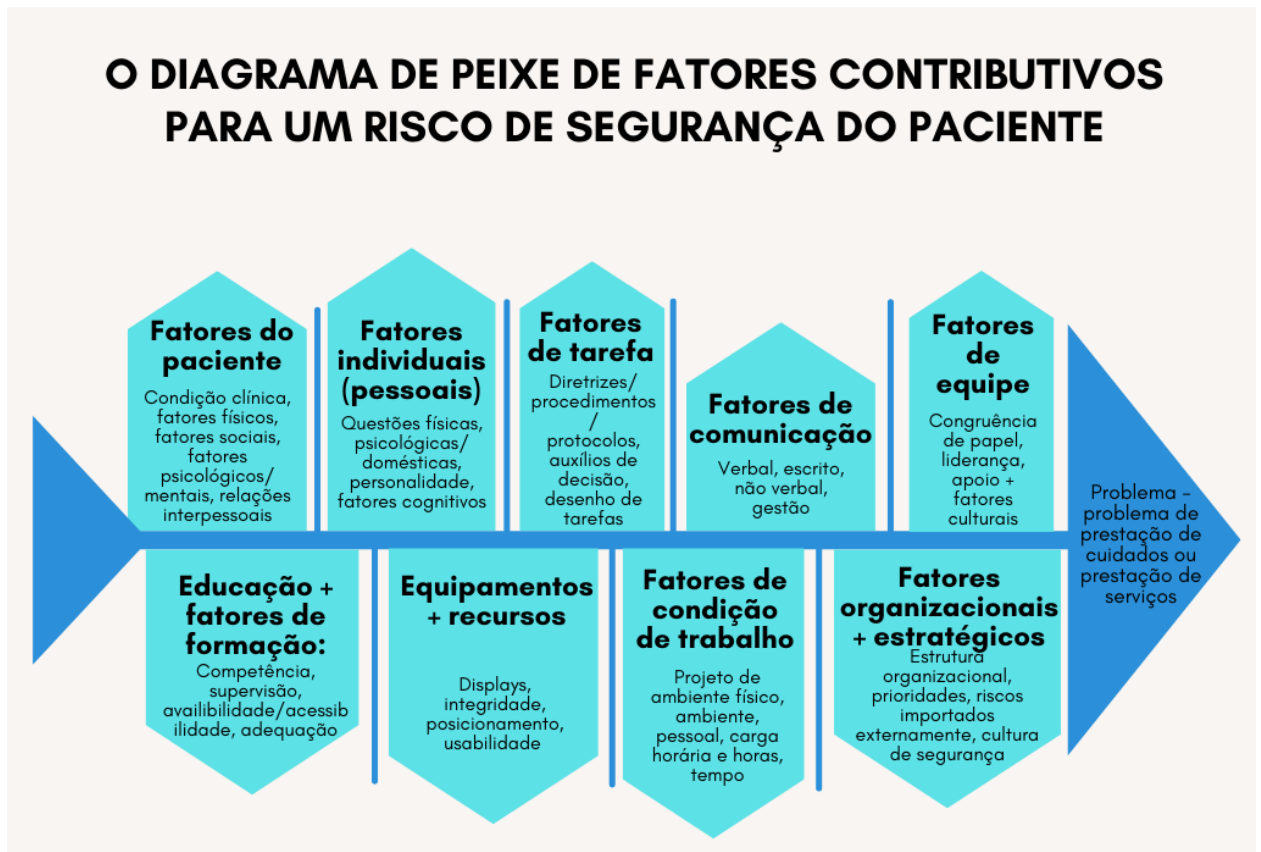 O DIAGRAMA DE PEIXE DE FATORES CONTRIBUTIVOS
PARA UM RISCO DE SEGURANÇA DO PACIENTE
Fatores do
paciente
Condição clínica,
fatores físicos,
fatores sociais,
fatores
psicológicos/
mentais, relações
interpessoais
Fatores
individuais
(pessoais)
Questões físicas,
psicológicas/
domésticas,
personalidade,
fatores cognitivos
Fatores
de tarefa
Diretrizes/
procedimentos
/
protocolos,
auxílios de
decisão,
desenho de
tarefas
Fatores de
comunicação
Verbal, escrito,
não verbal,
gestão
Fatores
de
equipe
Congruência
de papel,
liderança,
apoio +
fatores
culturais
Problema -
problema de
prestação de
cuidados ou
prestação de
serviços
Educação +
fatores de
formação:
Competência,
supervisão,
availibilidade/acessib
ilidade, adequação
Equipamentos
+ recursos
Displays,
integridade,
posicionamento,
usabilidade
Fatores de
condição
de trabalho
Projeto de
ambiente físico,
ambiente,
pessoal, carga
horária e horas,
tempo
Fatores
organizacionais
+ estratégicos
Estrutura
organizacional,
prioridades, riscos
importados
externamente, cultura
de segurança